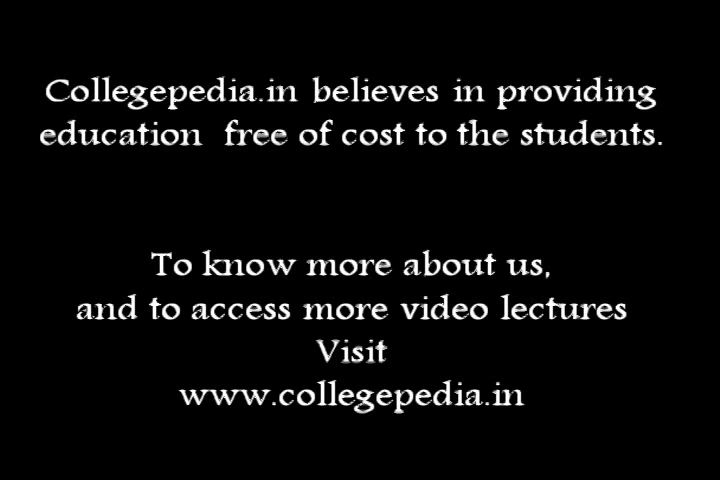 Collegepedia.in believes in providing
education free of cost to the students.
To know more about us,
and to access more video lectures
Visit
www.collegepedia.in